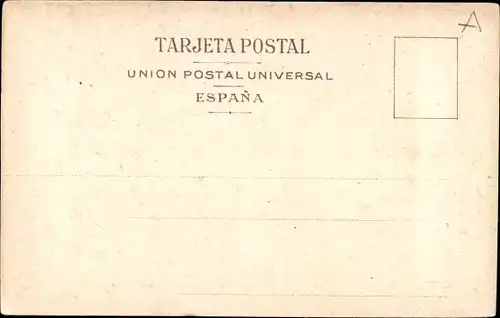 A
TARJETA POSTAL
UNION POSTAL UNIVERSAL
ESPAÑA